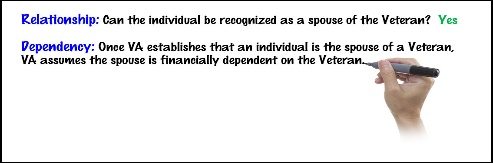 Relationship: Can the individual be recognized as a spouse of the Veteran? Yes
Dependency: Once VA establishes that an individual is the spouse of a Veteran,
VA assumes the spouse is financially dependent on the Veteran.